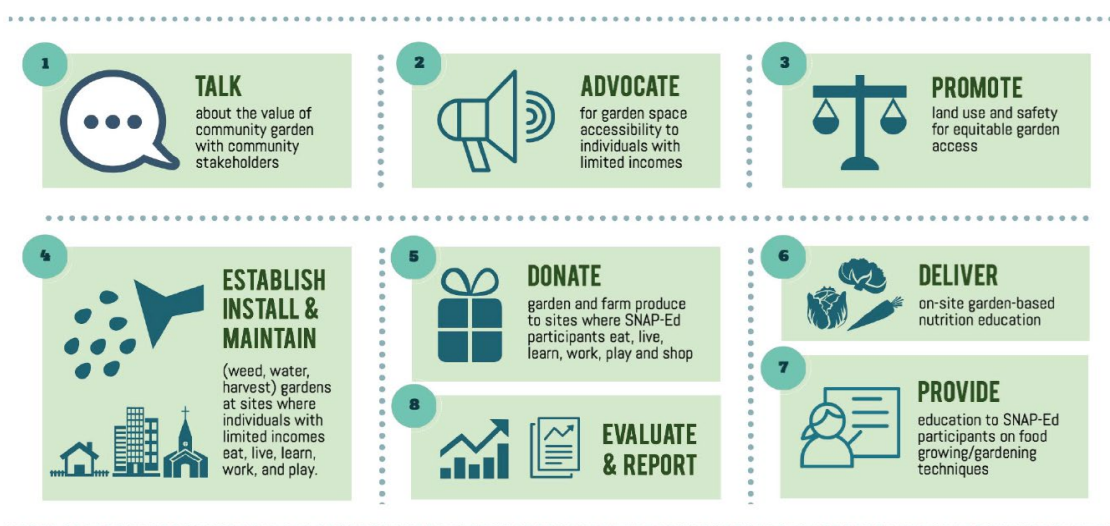 1
TALK
about the value of
community garden
with community
stakeholders
2
ADVOCATE
for garden space
accessibility to
individuals with
limited incomes
3
PROMOTE
land use and safety
for equitable garden
access
4
ESTABLISH
INSTALL &
MAINTAIN
(weed, water,
harvest) gardens
at sites where
individuals with
limited incomes
eat, live, learn,
work, and play.
5
DONATE
garden and farm produce
to sites where SNAP-Ed
participants eat, live,
learn, work, play and shop
6
DELIVER
on-site garden-based
nutrition education
7
PROVIDE
education to SNAP-Ed
participants on food
growing/gardening
techniques
8
EVALUATE
& REPORT